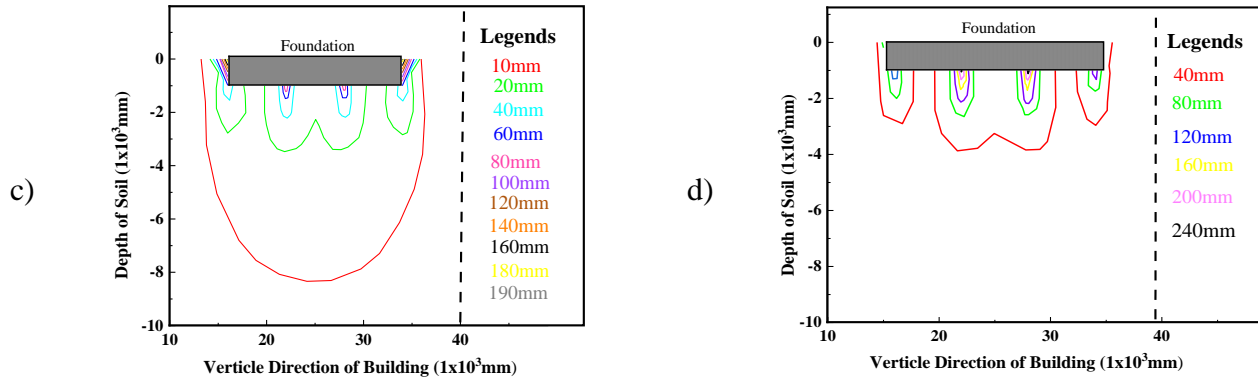 c)
Foundation
Legends
10mm
20mm
40mm
60mm
80mm
100mm
120mm
140mm
160mm
180mm
190mm
0
-2
-4
-6
-8
-10
Depth of Soil (1x10³mm)
10
20
30
40
Verticle Direction of Building (1x10³mm)
d)
Foundation
Legends
40mm
80mm
120mm
160mm
200mm
240mm
0
-2
-4
-6
-8
-10
Depth of Soil (1x10³mm)
10
20
30
40
Verticle Direction of Building (1x10³mm)